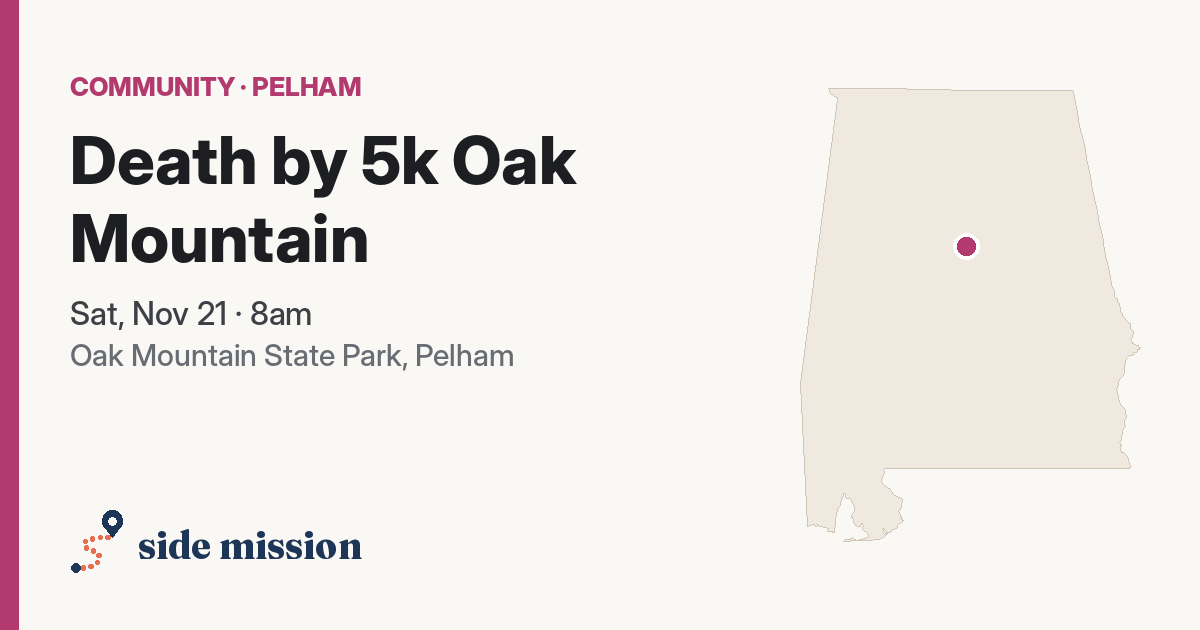 COMMUNITY · PELHAM
Death by 5k Oak
Mountain
Sat, Nov 21 · 8am
Oak Mountain State Park, Pelham
side mission